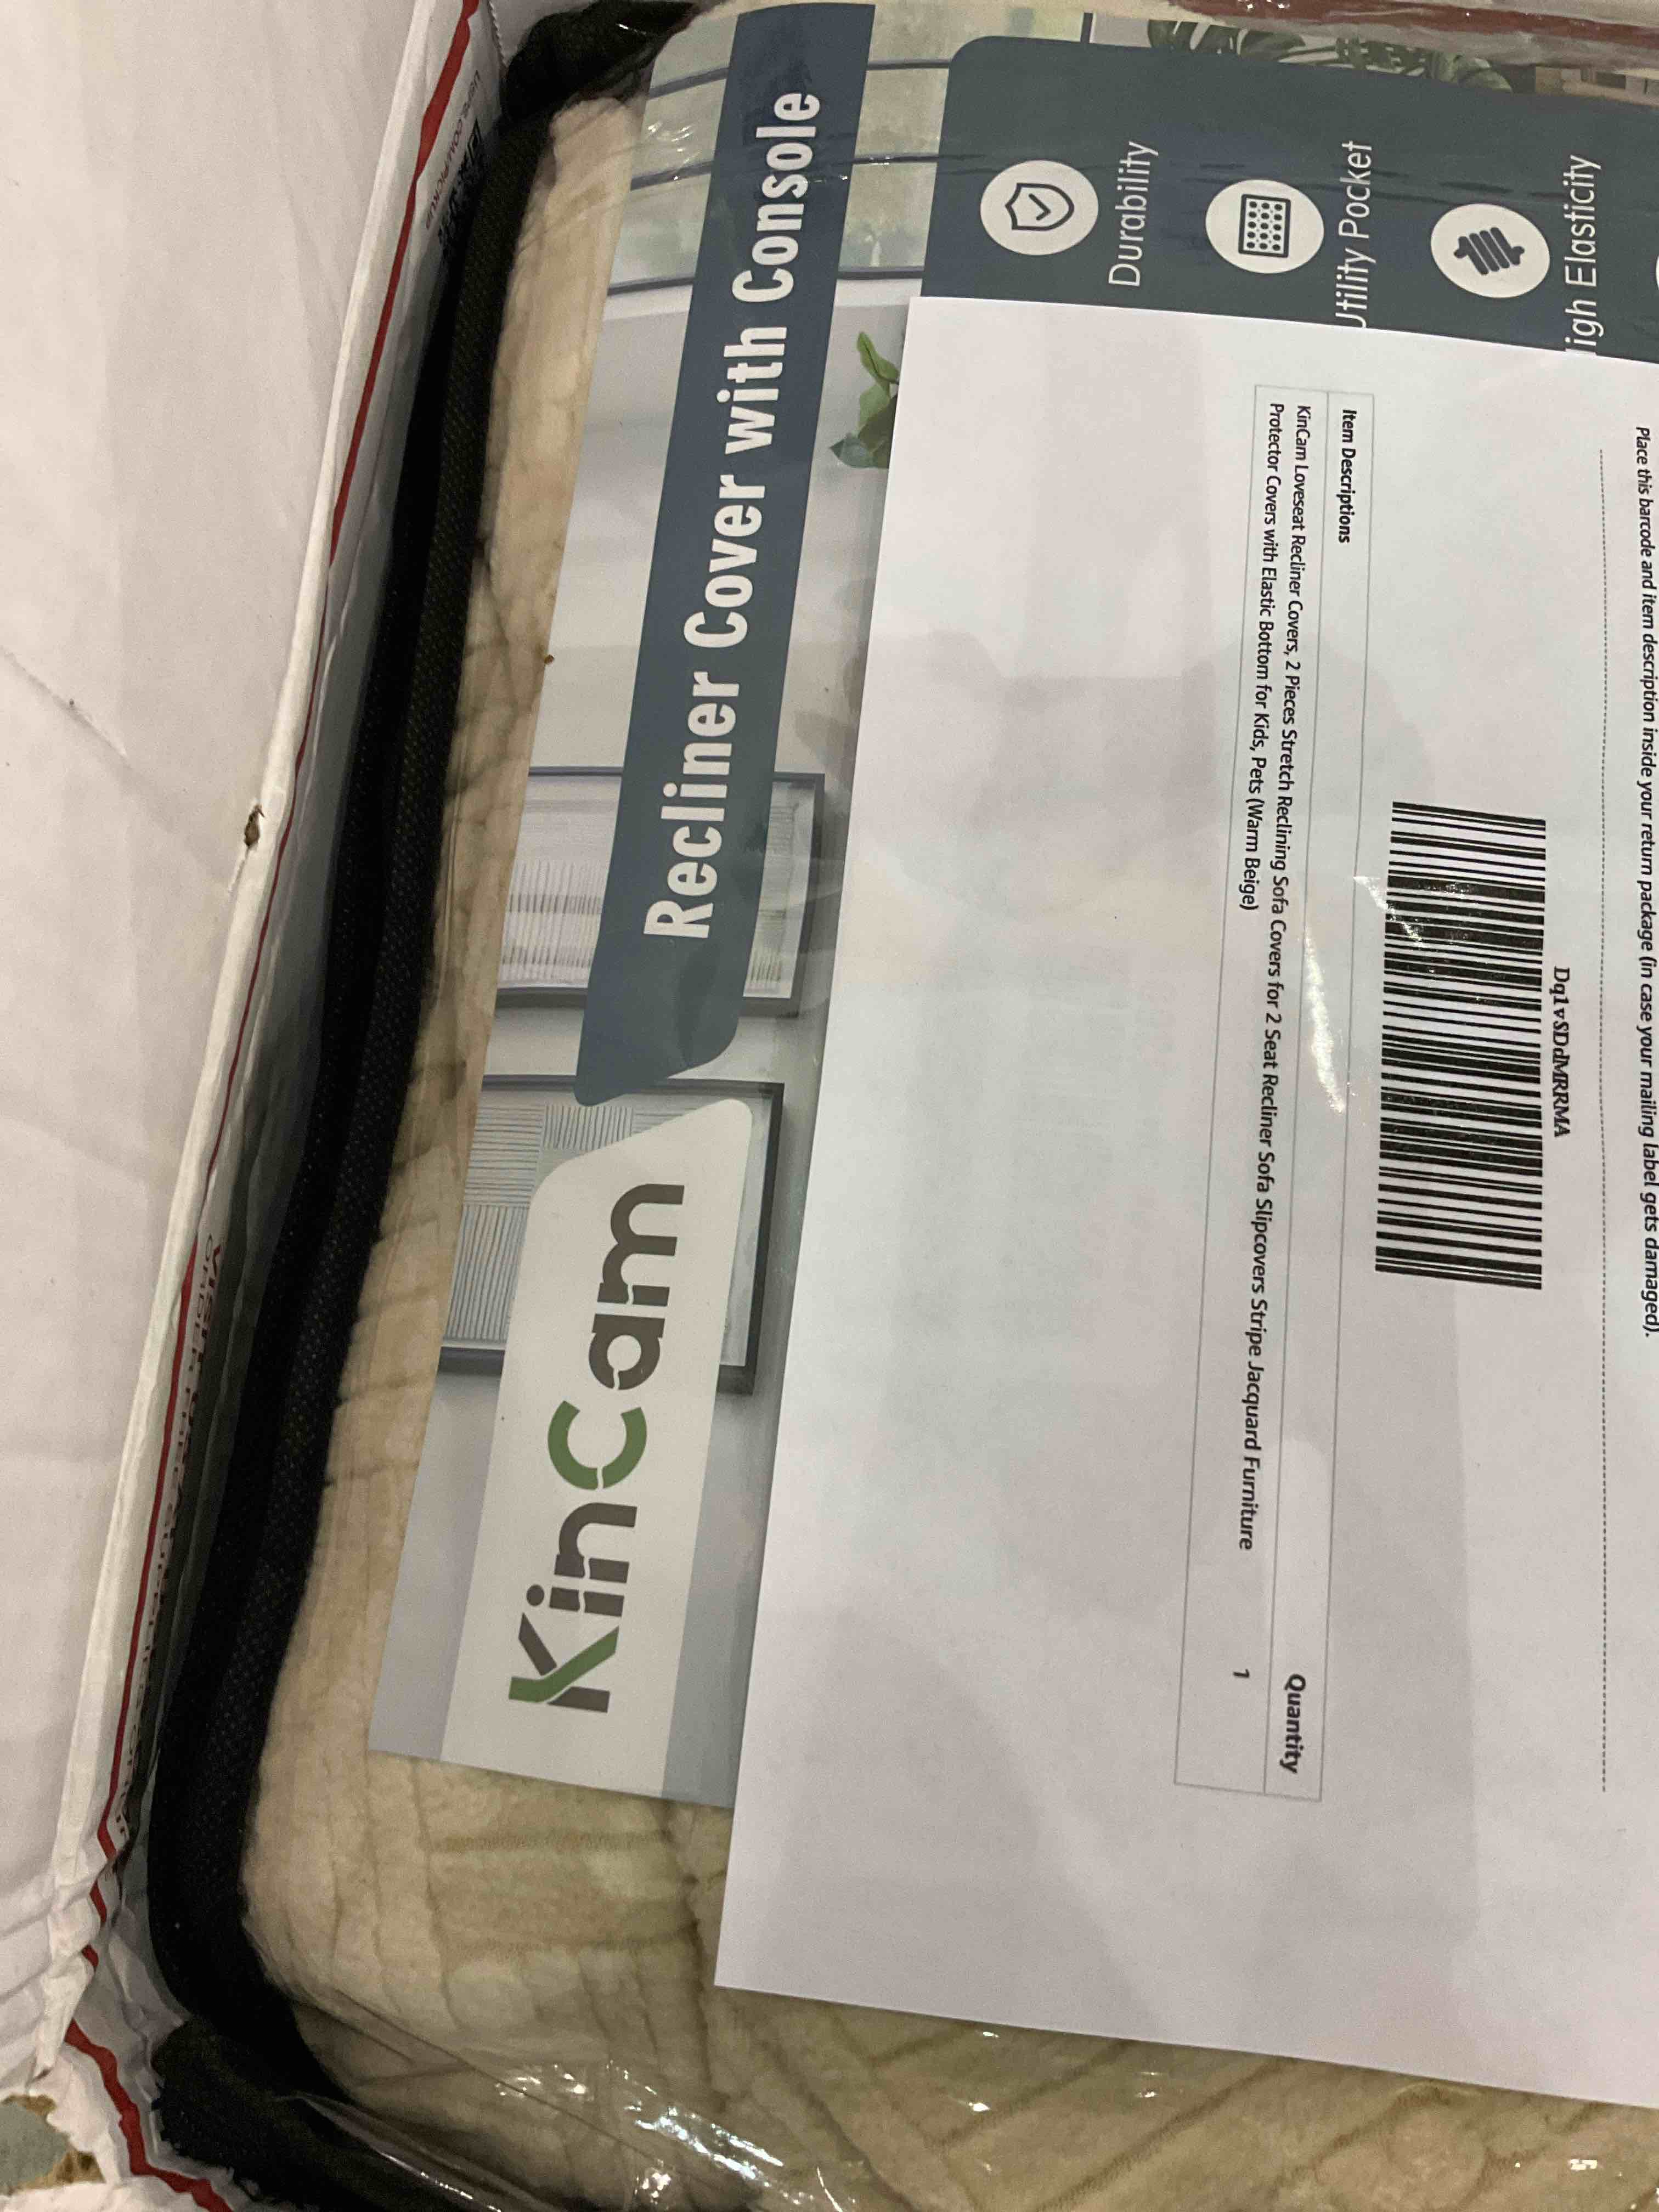 Place this barcode and item description inside your return package (in case your mailing label gets damaged).
Dq1vSDdMRRMA
Item Descriptions
Quantity
KinCam Loveseat Recliner Covers, 2 Pieces Stretch Reclining Sofa Covers for 2 Seat Recliner Sofa Slipcovers Stripe Jacquard Furniture
Protector Covers with Elastic Bottom for Kids, Pets (Warm Beige)
1
KinCam
Recliner Cover with Console
Durability
Utility Pocket
igh Elasticity